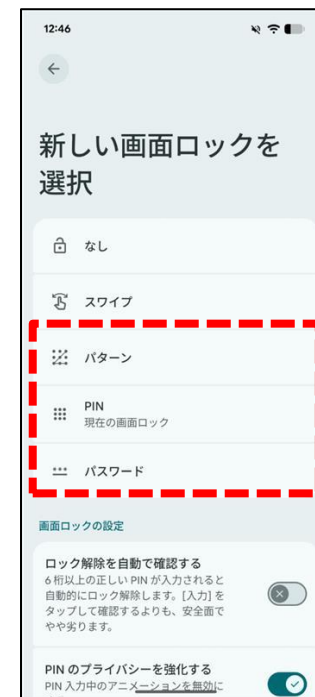 12:46
新しい画面ロックを
選択
なし
スワイプ
パターン
PIN
現在の画面ロック
パスワード
画面ロックの設定
ロック解除を自動で確認する
6 桁以上の正しい PIN が入力されると
自動的にロック解除します。[入力] を
タップして確認するよりも、安全面で
やや劣ります。
PIN のプライバシーを強化する
PIN 入力中のアニメーションを無効に